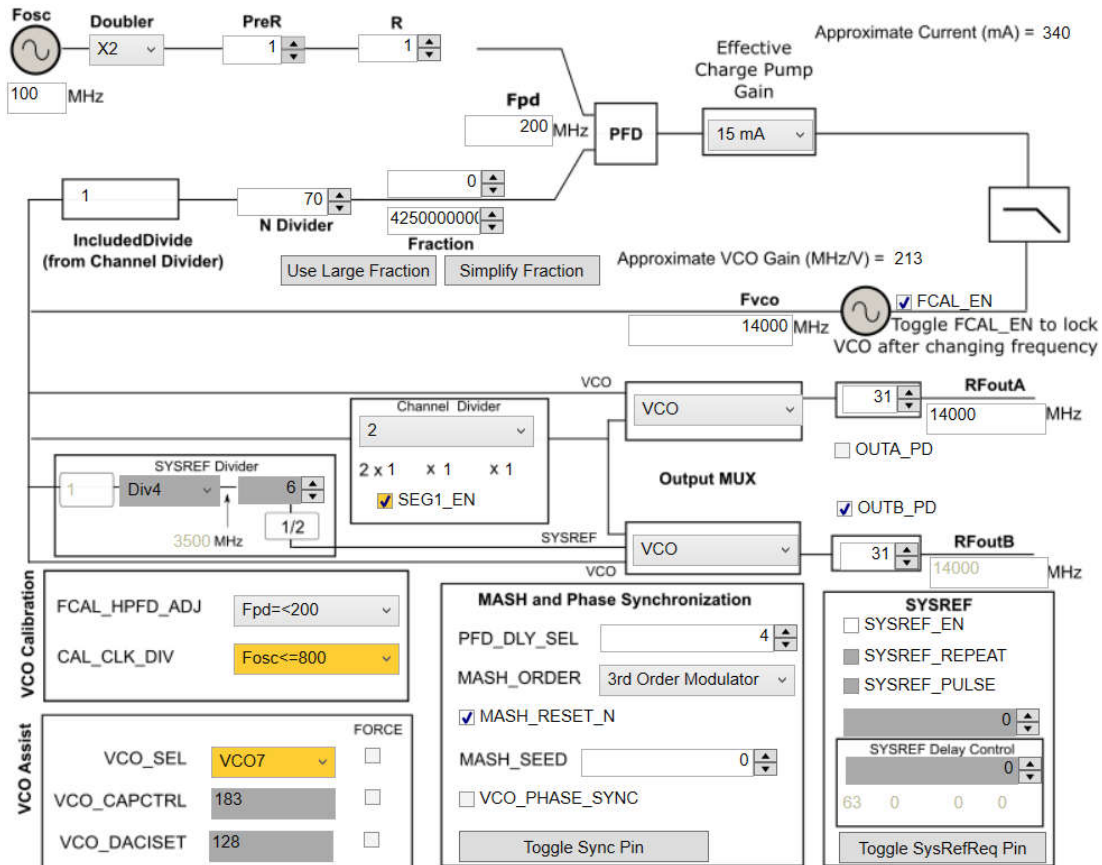 Fosc
Doubler
PreR
R
X2
1
1
100 MHz
Approximate Current (mA) = 340
Effective
Charge Pump
Gain
Fpd
200 MHz
PFD
15 mA
1
70
0
N Divider
IncludedDivide
(from Channel Divider)
Fraction
Use Large Fraction
Simplify Fraction
Approximate VCO Gain (MHz/V) = 213
Fvco
14000 MHz
FCAL_EN
Toggle FCAL_EN to lock
VCO after changing frequency
VCO
VCO
31
RFoutA
14000 MHz
OUTA_PD
Channel Divider
2
2 x 1 x 1 x 1
SEG1_EN
SYSREF Divider
1
Div4
6
3500 MHz
1/2
Output MUX
OUTB_PD
SYSREF
VCO
VCO
31
RFoutB
14000 MHz
VCO Calibration
FCAL_HPFD_ADJ
Fpd=<200
CAL_CLK_DIV
Fosc<=800
VCO Assist
FORCE
VCO_SEL
VCO7
VCO_CAPCTRL
183
VCO_DACISET
128
MASH and Phase Synchronization
PFD_DLY_SEL
4
MASH_ORDER
3rd Order Modulator
MASH_RESET_N
MASH_SEED
0
VCO_PHASE_SYNC
Toggle Sync Pin
SYSREF
SYSREF_EN
SYSREF_REPEAT
SYSREF_PULSE
0
SYSREF Delay Control
0
63 0 0 0
Toggle SysRefReq Pin